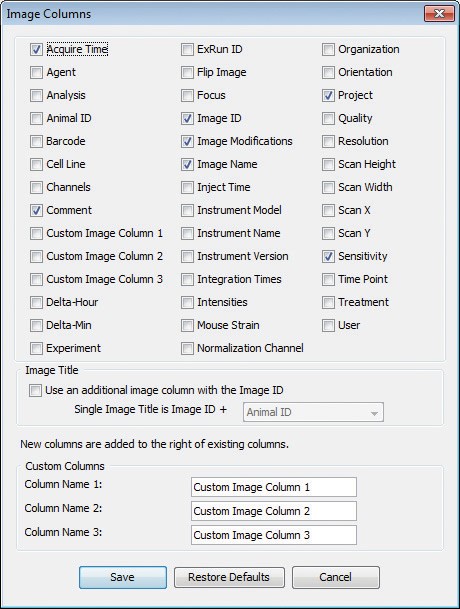 Image Columns
Acquire Time
Agent
Analysis
Animal ID
Barcode
Cell Line
Channels
Comment
Custom Image Column 1
Custom Image Column 2
Custom Image Column 3
Delta-Hour
Delta-Min
Experiment
ExRun ID
Flip Image
Focus
Image ID
Image Modifications
Image Name
Inject Time
Instrument Model
Instrument Name
Instrument Version
Integration Times
Intensities
Mouse Strain
Normalization Channel
Organization
Orientation
Project
Quality
Resolution
Scan Height
Scan Width
Scan X
Scan Y
Sensitivity
Time Point
Treatment
User
Image Title
Use an additional image column with the Image ID
Single Image Title is Image ID + Animal ID
New columns are added to the right of existing columns.
Custom Columns
Column Name 1: Custom Image Column 1
Column Name 2: Custom Image Column 2
Column Name 3: Custom Image Column 3
Save Restore Defaults Cancel